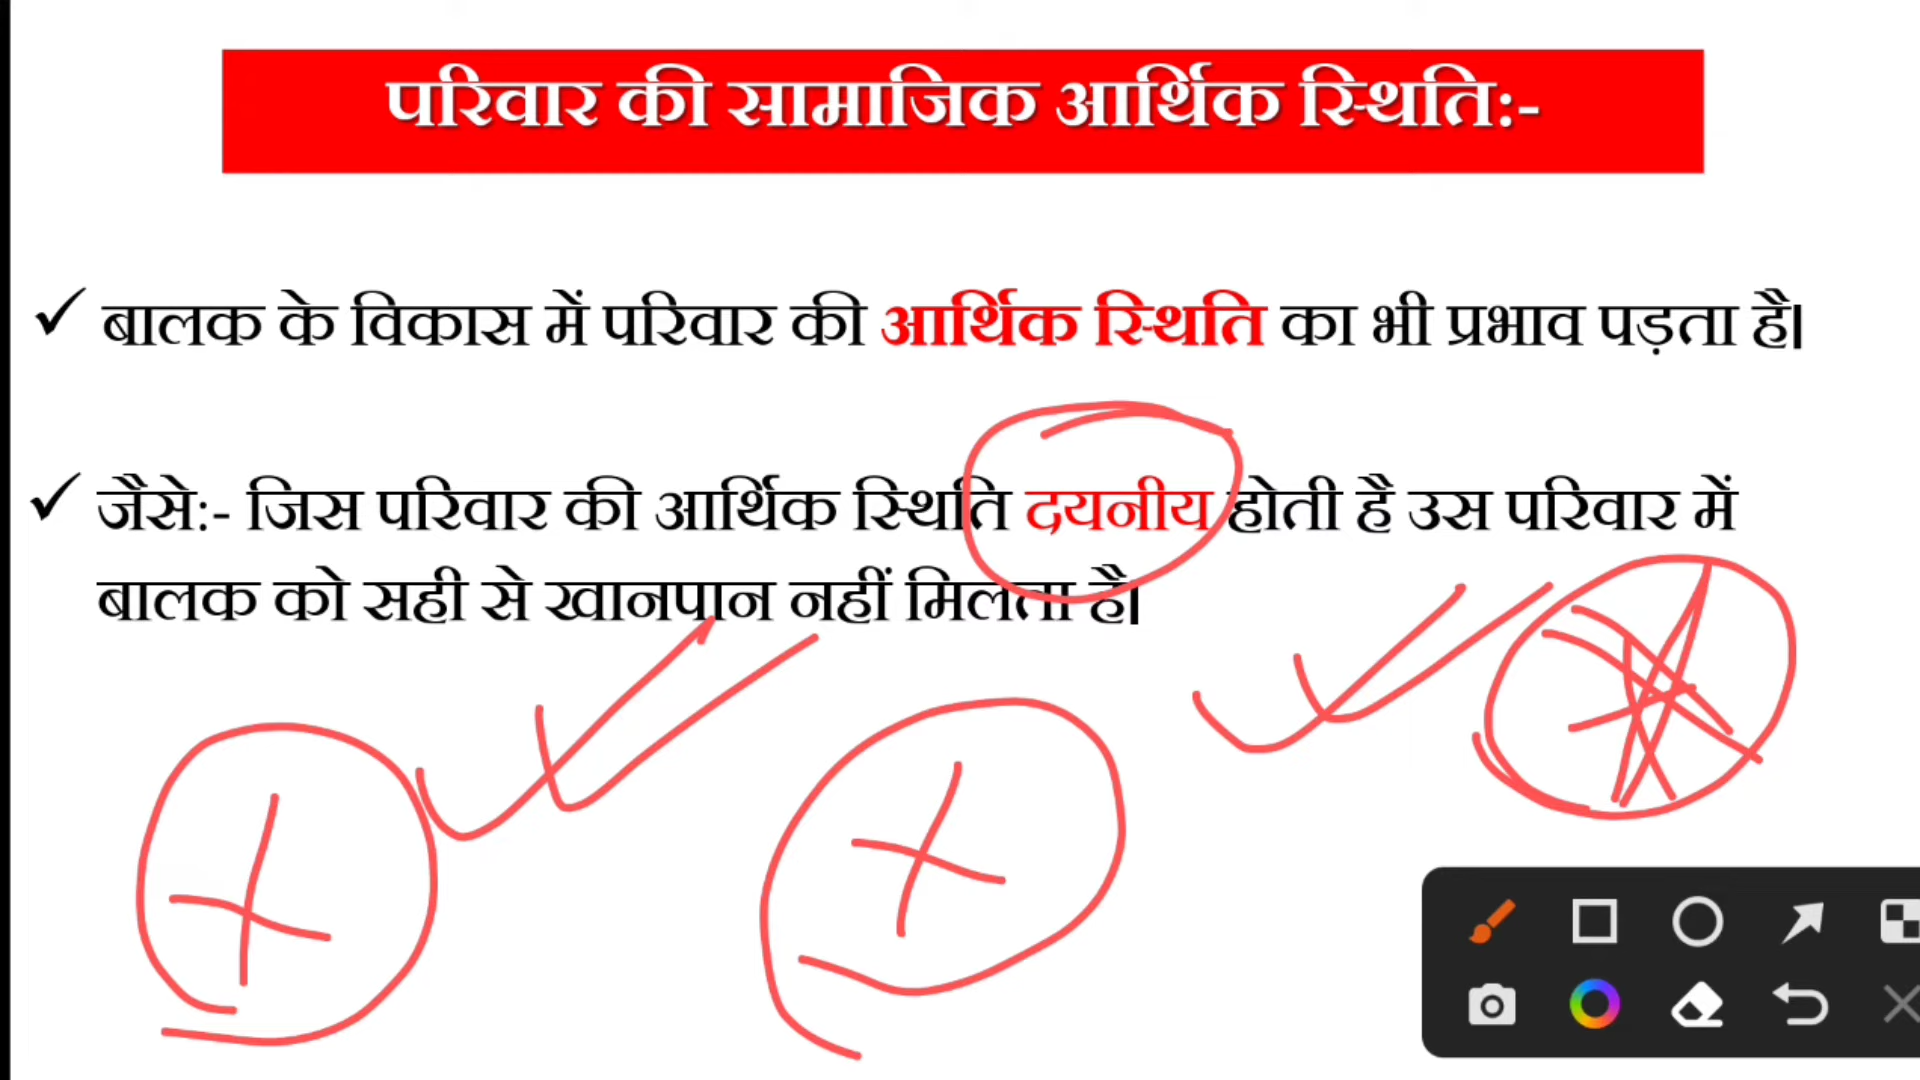 परिवार की सामाजिक आर्थिक स्थिति:-
बालक के विकास में परिवार की आर्थिक स्थिति का भी प्रभाव पड़ता है।
जैसे:- जिस परिवार की आर्थिक स्थिति दयनीय होती है उस परिवार में
बालक को सही से खानपान नहीं मिलता है।